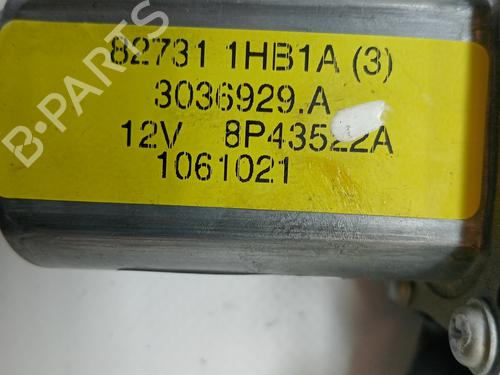 82731 1HB1A (3)
3036929.A
12V 8P43522A
1061021
B-PARTS